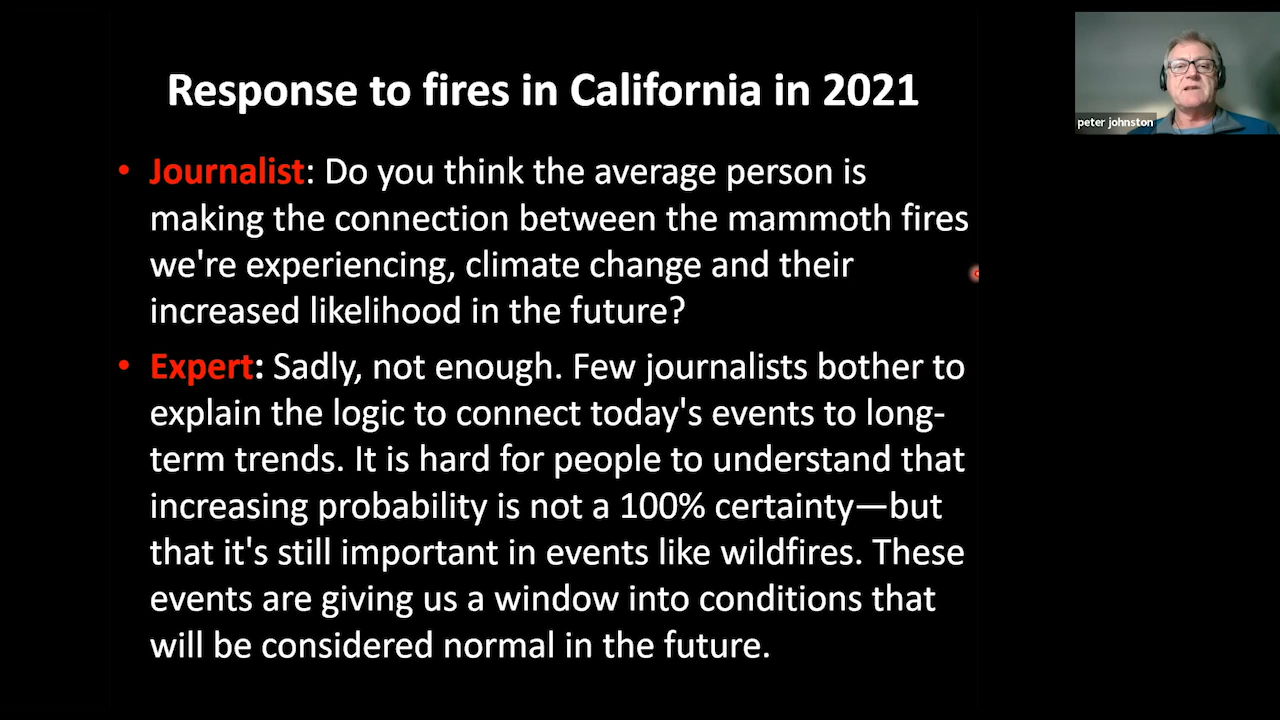 Response to fires in California in 2021
peter johnston
• Journalist: Do you think the average person is
making the connection between the mammoth fires
we're experiencing, climate change and their
increased likelihood in the future?
• Expert: Sadly, not enough. Few journalists bother to
explain the logic to connect today's events to long-
term trends. It is hard for people to understand that
increasing probability is not a 100% certainty—but
that it's still important in events like wildfires. These
events are giving us a window into conditions that
will be considered normal in the future.